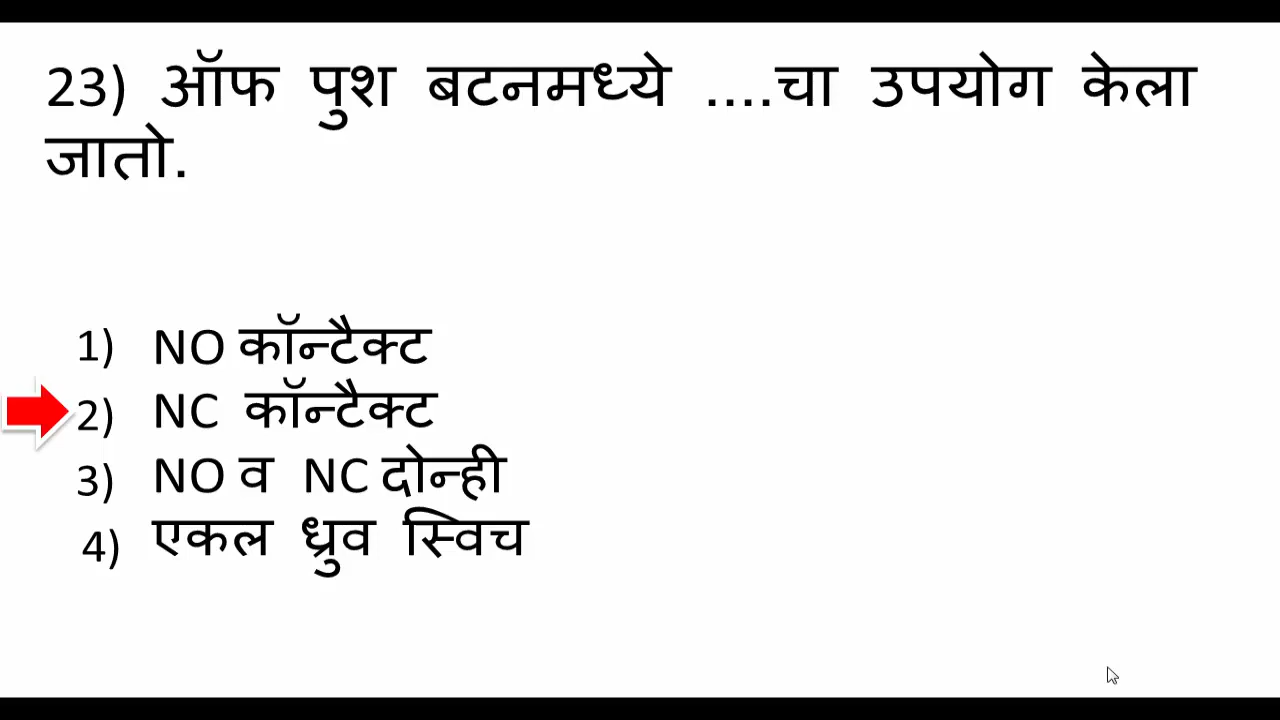 23) ऑफ पुश बटनमध्ये ....चा उपयोग केला
जातो.
1) NO कॉन्टैक्ट
2) NC कॉन्टैक्ट
3) NO व NC दोन्ही
4) एकल ध्रुव स्विच